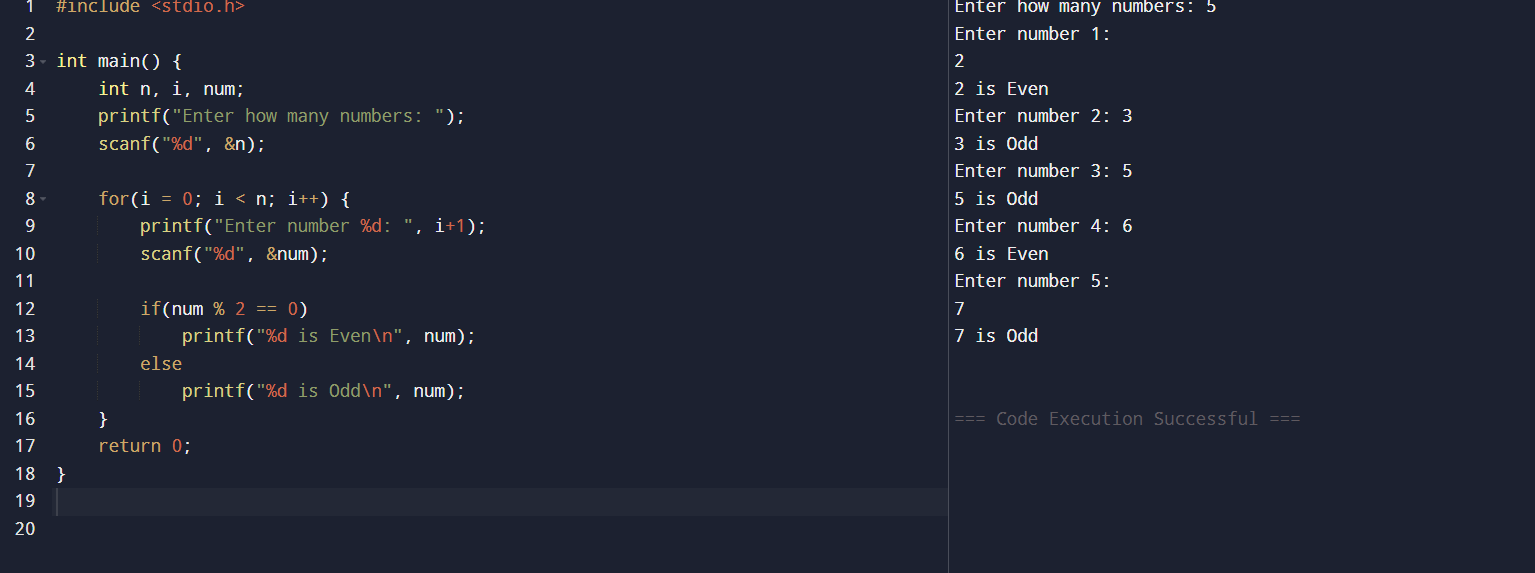 1 #include <stdio.h>
2
3 int main() {
4     int n, i, num;
5     printf("Enter how many numbers: ");
6     scanf("%d", &n);
7
8     for(i = 0; i < n; i++) {
9         printf("Enter number %d: ", i+1);
10         scanf("%d", &num);
11
12         if(num % 2 == 0)
13             printf("%d is Even\n", num);
14         else
15             printf("%d is Odd\n", num);
16     }
17     return 0;
18 }
19
20
Enter how many numbers: 5
Enter number 1:
2
2 is Even
Enter number 2: 3
3 is Odd
Enter number 3: 5
5 is Odd
Enter number 4: 6
6 is Even
Enter number 5:
7
7 is Odd
=== Code Execution Successful ===